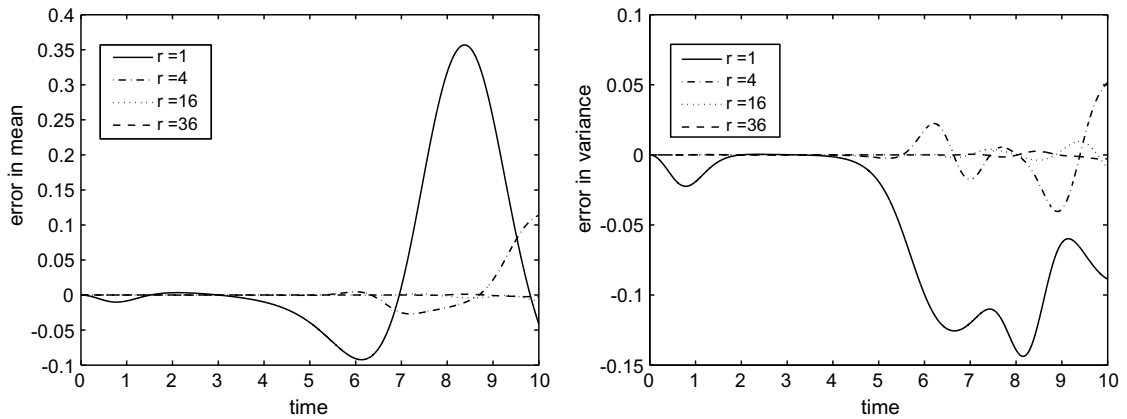 0.4
0.35
0.3
0.25
0.2
0.15
0.1
0.05
0
-0.05
-0.1
error in mean
r =1
r =4
r =16
r =36
0 1 2 3 4 5 6 7 8 9 10
time
0.1
0.05
0
-0.05
-0.1
-0.15
error in variance
r =1
r =4
r =16
r =36
0 1 2 3 4 5 6 7 8 9 10
time